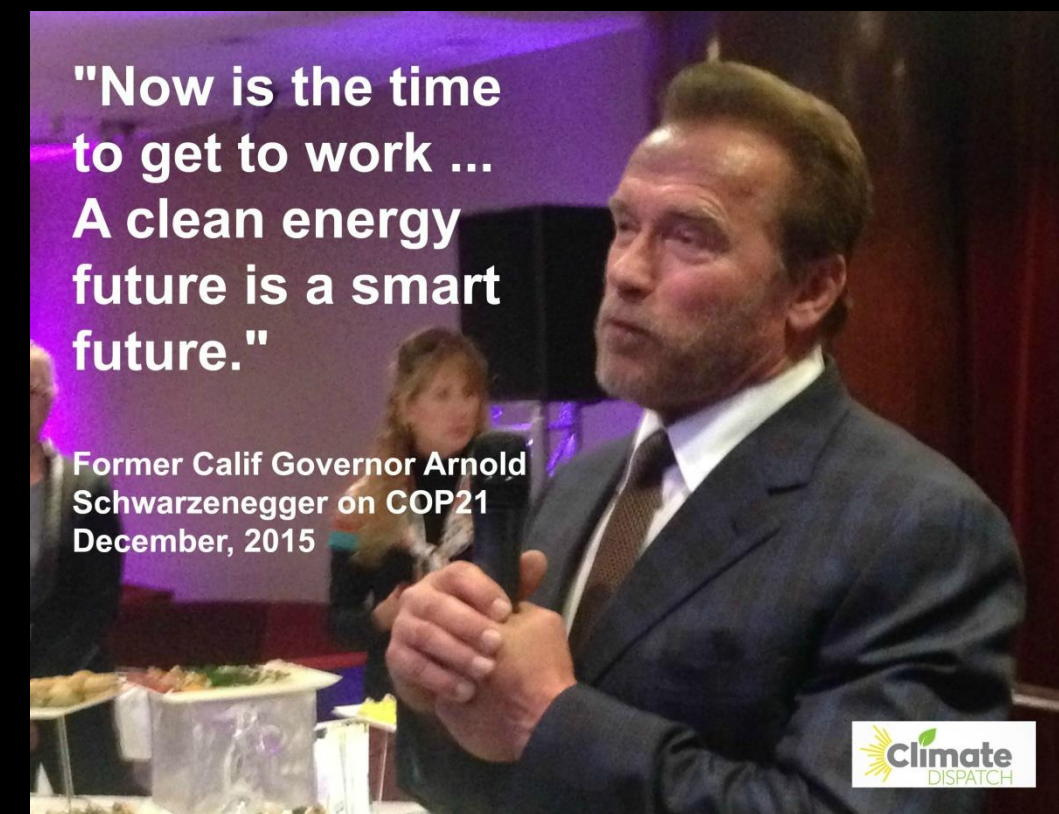 "Now is the time
to get to work ...
A clean energy
future is a smart
future."
Former Calif Governor Arnold
Schwarzenegger on COP21
December, 2015
Climate
DISPATCH